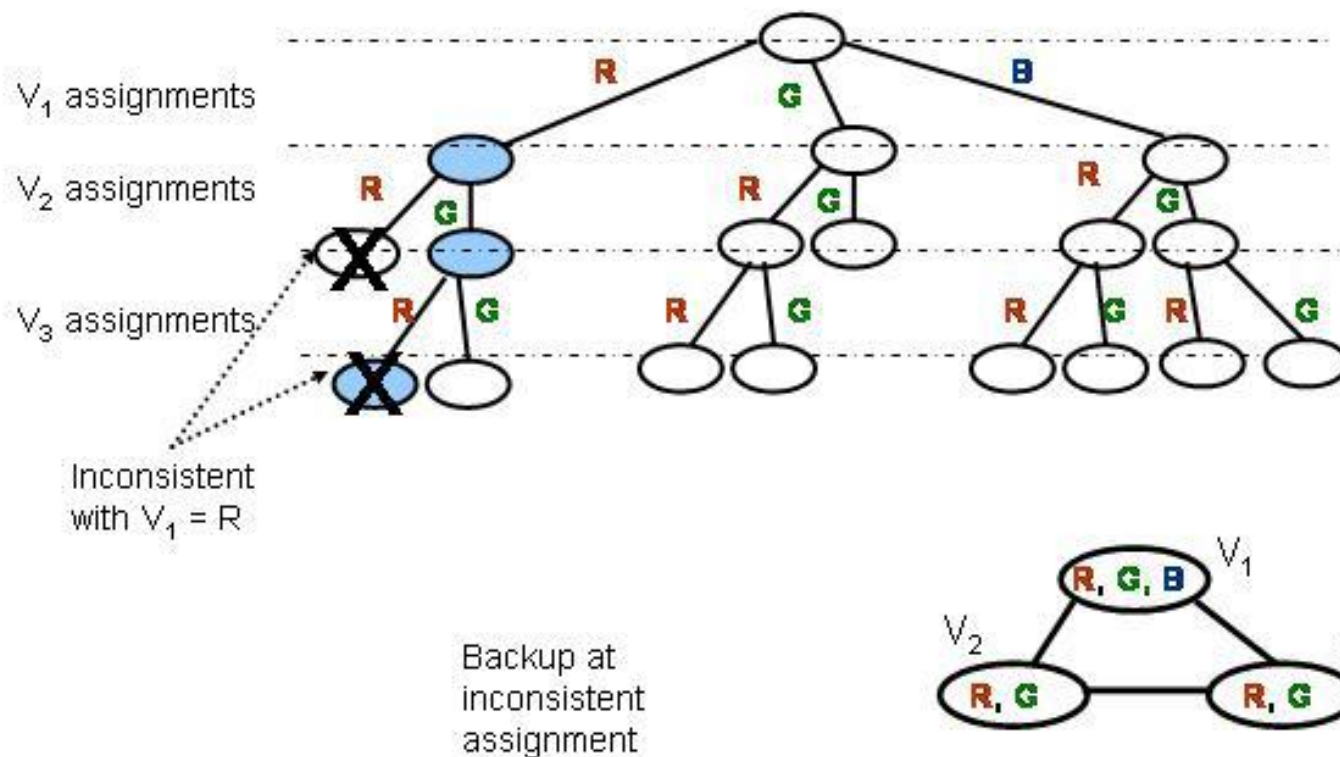 R
G
B
V₁ assignments
R
G
R
G
R
G
V₂ assignments
R
G
R
G
R
G
R
G
V₃ assignments
X
X
Inconsistent
with V₁ = R
V₁
R, G, B
V₂
R, G
R, G
Backup at
inconsistent
assignment